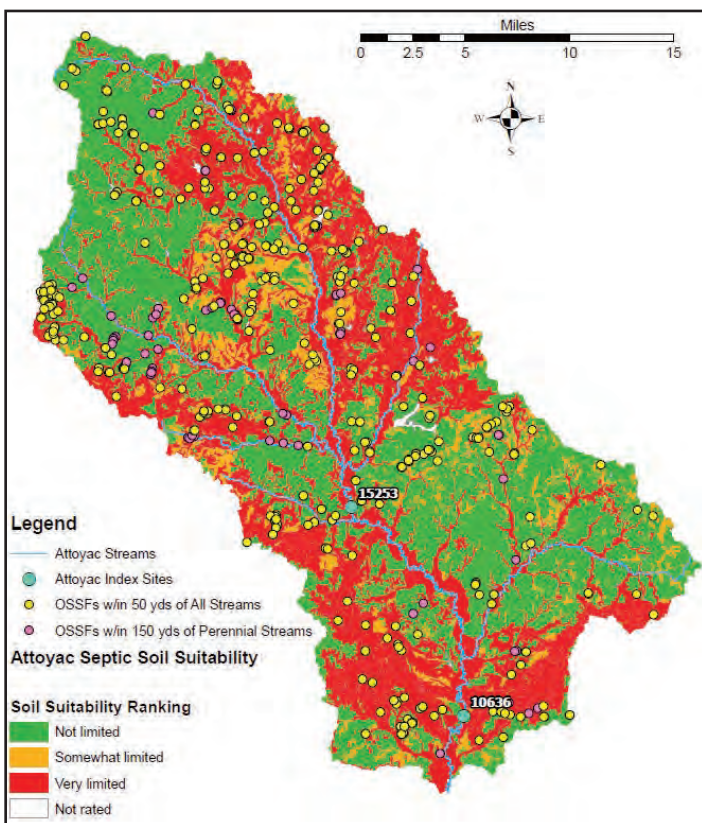 Miles
0 2.5 5 10 15
N
W E
S
15253
Legend
Attoyac Streams
Attoyac Index Sites
OSSFs w/in 50 yds of All Streams
OSSFs w/in 150 yds of Perennial Streams
Attoyac Septic Soil Suitability
10636
Soil Suitability Ranking
Not limited
Somewhat limited
Very limited
Not rated